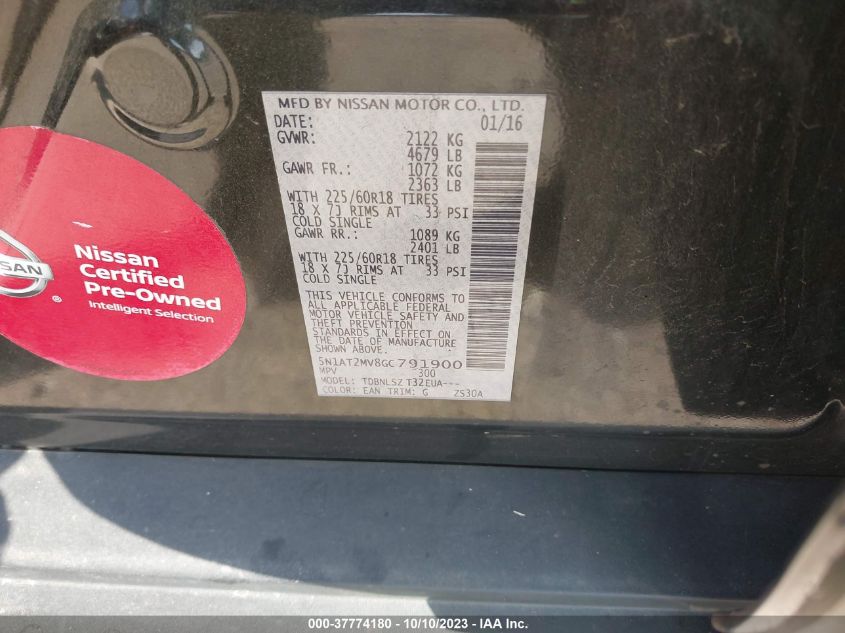 MFD BY NISSAN MOTOR CO., LTD.
DATE: 01/16
GVWR: 2122 KG
4679 LB
GAWR FR.: 1072 KG
2363 LB
WITH 225/60R18 TIRES
18 X 7J RIMS AT 33 PSI
COLD SINGLE
GAWR RR.: 1089 KG
2401 LB
WITH 225/60R18 TIRES
18 X 7J RIMS AT 33 PSI
COLD SINGLE
THIS VEHICLE CONFORMS TO
ALL APPLICABLE FEDERAL
MOTOR VEHICLE SAFETY AND
THEFT PREVENTION
STANDARDS IN EFFECT ON
THE DATE OF MANUFACTURE
SHOWN ABOVE.
5N1AT2MV8GC791900
MPV 300
MODEL: TDBNLSZ T32EUA---
COLOR: EAN TRIM: G ZS30A
NISSAN
Nissan
Certified
Pre-Owned
®
Intelligent Selection
000-37774180 - 10/10/2023 - Copyright © 2023 IAA, Inc.